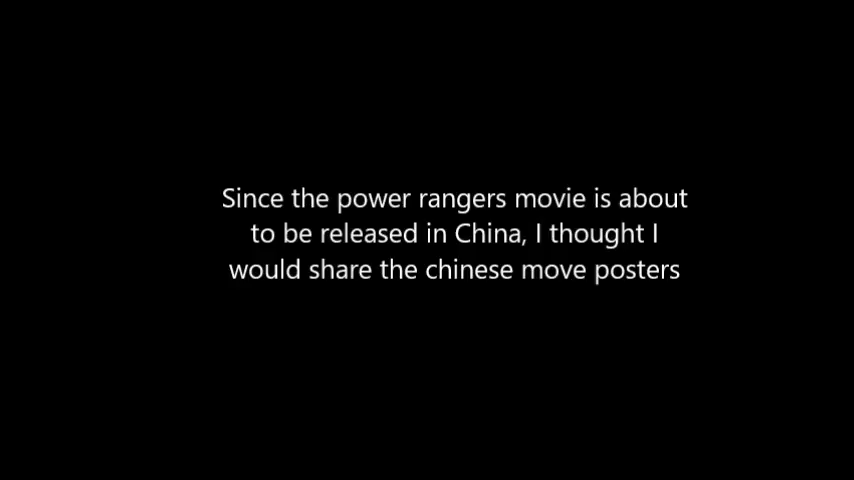 Since the power rangers movie is about
to be released in China, I thought I
would share the chinese move posters